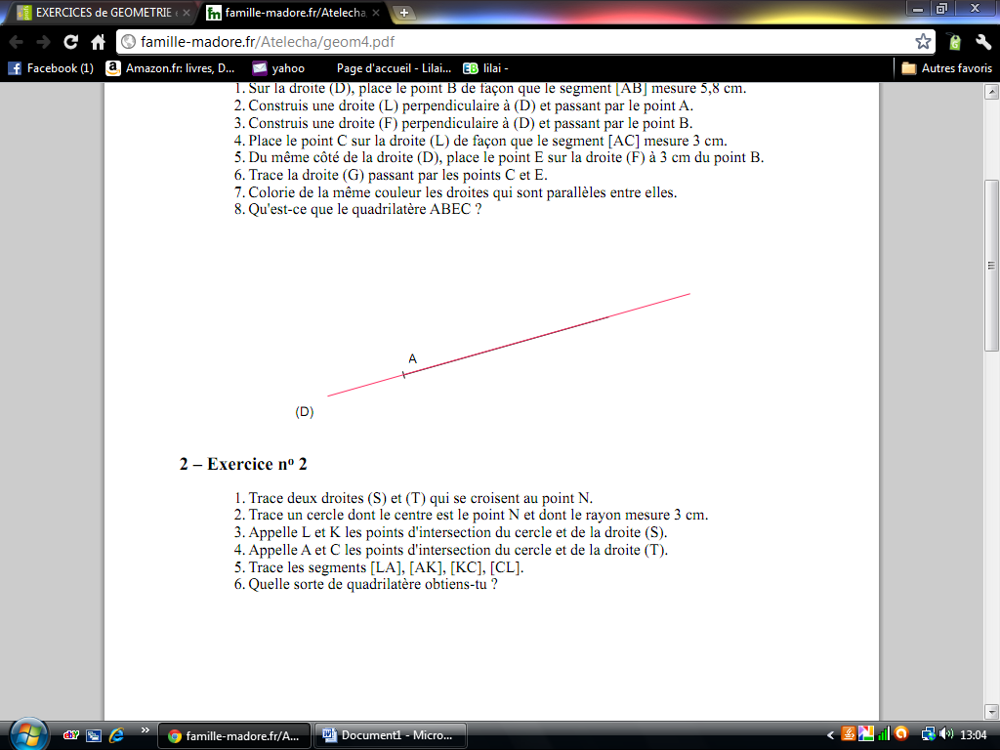 EXERCICES de GEOMETRIE
famille-madore.fr/Atelecha
famille-madore.fr/Atelecha/geom4.pdf
Facebook (1)
Amazon.fr: livres, D...
yahoo
Page d'accueil - Lilai...
lilai -
Autres favoris
1. Sur la droite (D), place le point B de façon que le segment [AB] mesure 5,8 cm.
2. Construis une droite (L) perpendiculaire à (D) et passant par le point A.
3. Construis une droite (F) perpendiculaire à (D) et passant par le point B.
4. Place le point C sur la droite (L) de façon que le segment [AC] mesure 3 cm.
5. Du même côté de la droite (D), place le point E sur la droite (F) à 3 cm du point B.
6. Trace la droite (G) passant par les points C et E.
7. Colorie de la même couleur les droites qui sont parallèles entre elles.
8. Qu'est-ce que le quadrilatère ABEC ?
A
(D)
2 – Exercice nº 2
1. Trace deux droites (S) et (T) qui se croisent au point N.
2. Trace un cercle dont le centre est le point N et dont le rayon mesure 3 cm.
3. Appelle L et K les points d'intersection du cercle et de la droite (S).
4. Appelle A et C les points d'intersection du cercle et de la droite (T).
5. Trace les segments [LA], [AK], [KC], [CL].
6. Quelle sorte de quadrilatère obtiens-tu ?
famille-madore.fr/A...
Document1 - Micro...
13:04